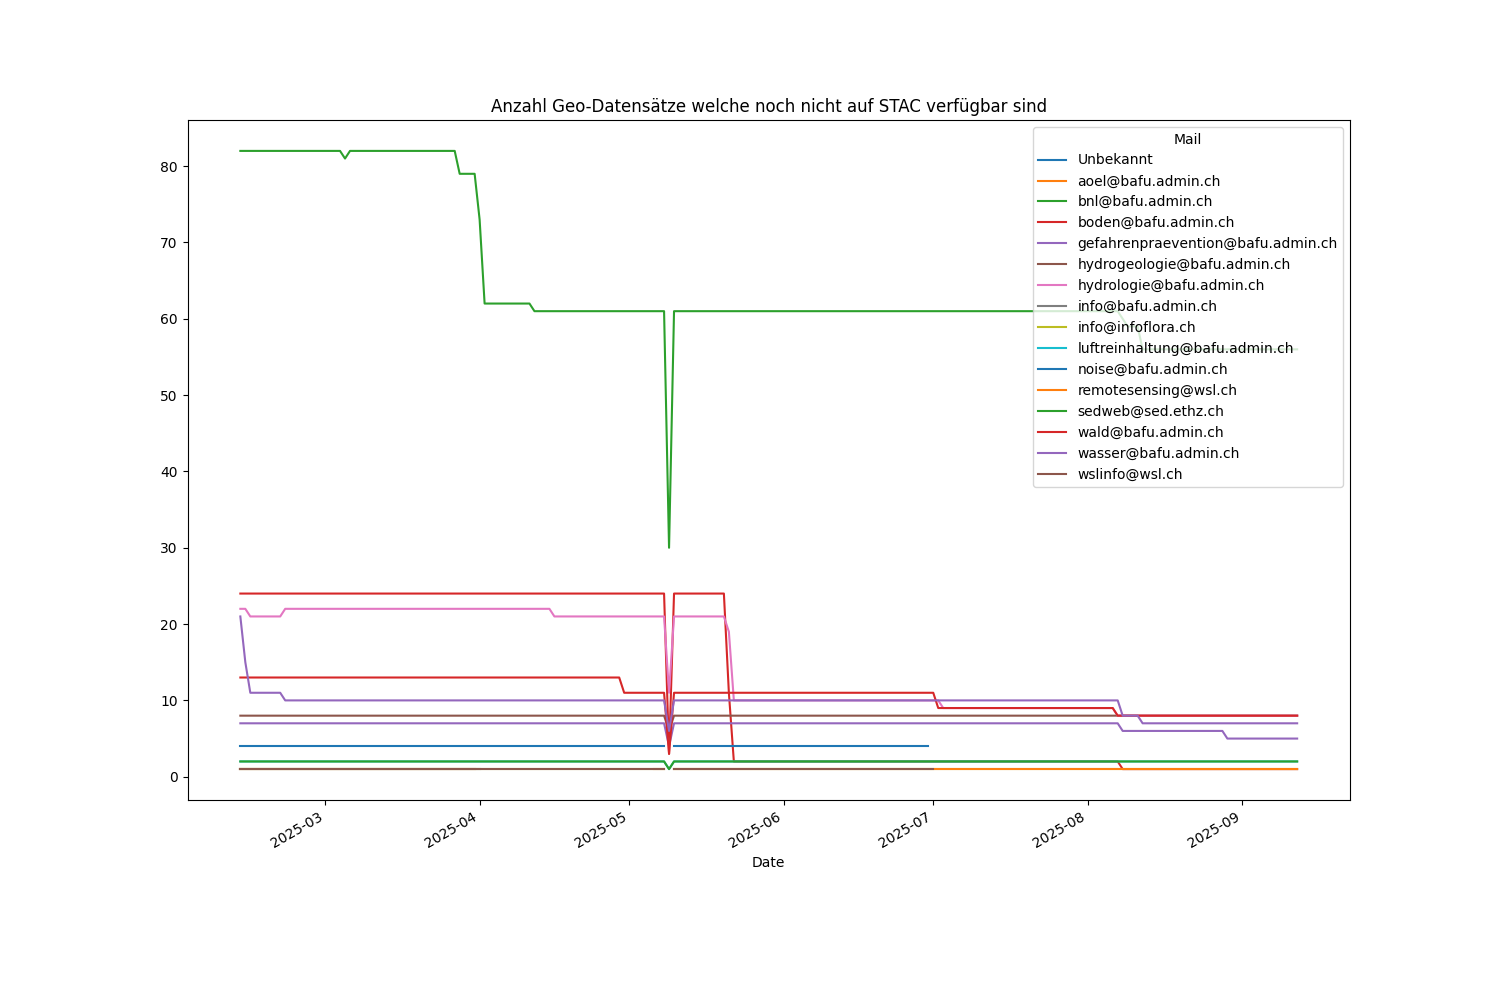 Anzahl Geo-Datensätze welche noch nicht auf STAC verfügbar sind
Mail
Unbekannt
aoel@bafu.admin.ch
bnl@bafu.admin.ch
boden@bafu.admin.ch
gefahrenpraevention@bafu.admin.ch
hydrogeologie@bafu.admin.ch
hydrologie@bafu.admin.ch
info@bafu.admin.ch
info@infoflora.ch
luftreinhaltung@bafu.admin.ch
noise@bafu.admin.ch
remotesensing@wsl.ch
sedweb@sed.ethz.ch
wald@bafu.admin.ch
wasser@bafu.admin.ch
wslinfo@wsl.ch
80
70
60
50
40
30
20
10
0
2025-03
2025-04
2025-05
2025-06
2025-07
2025-08
2025-09
Date